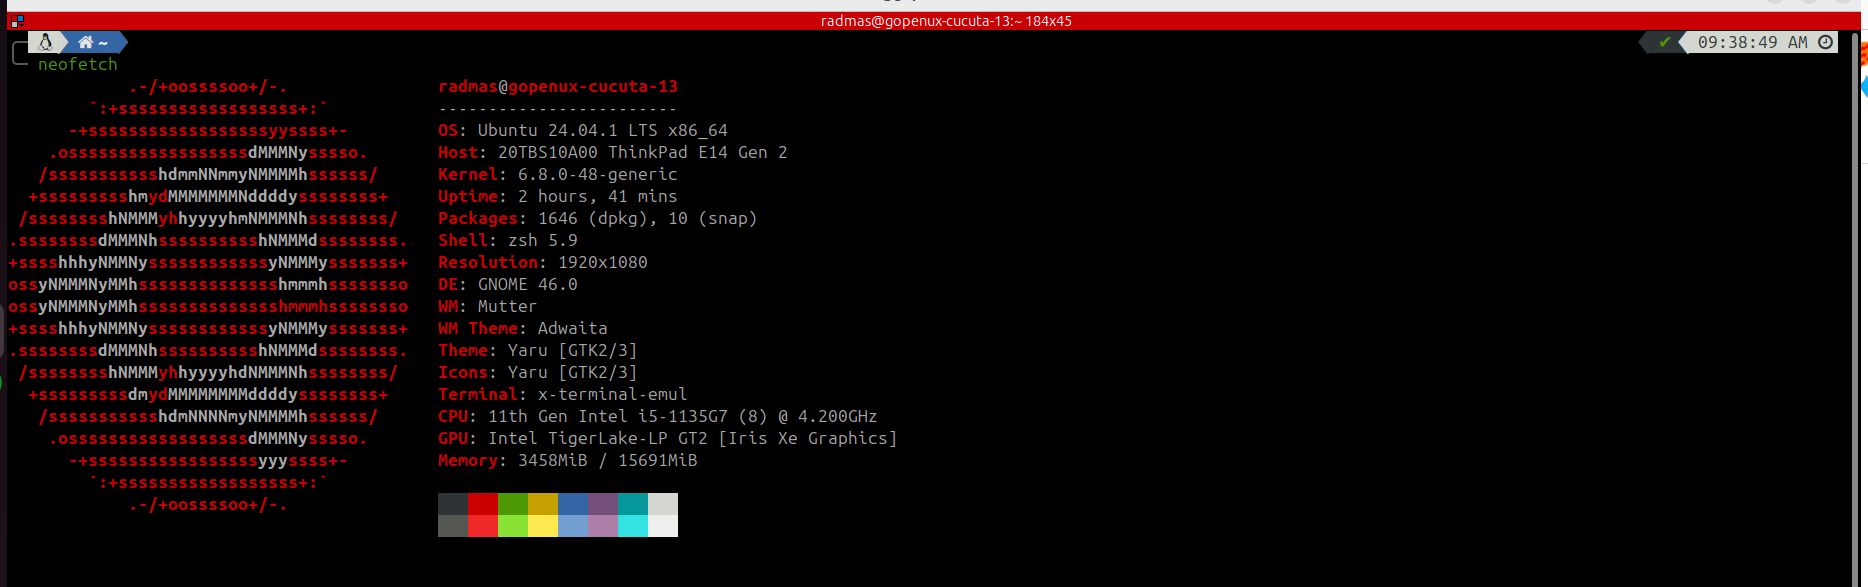 radmas@gopenux-cucuta-13:~ 184x45
~ ✔ 09:38:49 AM
neofetch
.-/+oossssoo+/-. radmas@gopenux-cucuta-13
`:+ssssssssssssssssss+:` ------------------------
-+ssssssssssssssssssyyssss+- OS: Ubuntu 24.04.1 LTS x86_64
.ossssssssssssssssssdMMMNysssso. Host: 20TBS10A00 ThinkPad E14 Gen 2
/ssssssssssshdmmNNmmyNMMMMhssssss/ Kernel: 6.8.0-48-generic
+ssssssssshmydMMMMMMMNddddyssssssss+ Uptime: 2 hours, 41 mins
/sssssssshNMMMyhhyyyyhmNMMMNhssssssss/ Packages: 1646 (dpkg), 10 (snap)
.ssssssssdMMMNhsssssssssshNMMMdssssssss. Shell: zsh 5.9
+sssshhhyNMMNyssssssssssssyNMMMysssssss+ Resolution: 1920x1080
ossyNMMMNyMMhsssssssssssssshmmmhssssssso DE: GNOME 46.0
ossyNMMMNyMMhsssssssssssssshmmmhssssssso WM: Mutter
+sssshhhyNMMNyssssssssssssyNMMMysssssss+ WM Theme: Adwaita
.ssssssssdMMMNhsssssssssshNMMMdssssssss. Theme: Yaru [GTK2/3]
/sssssssshNMMMyhhyyyyhdNMMMNhssssssss/ Icons: Yaru [GTK2/3]
+sssssssssdmydMMMMMMMMddddyssssssss+ Terminal: x-terminal-emul
/ssssssssssshdmNNNNmyNMMMMhssssss/ CPU: 11th Gen Intel i5-1135G7 (8) @ 4.200GHz
.ossssssssssssssssssdMMMNysssso. GPU: Intel TigerLake-LP GT2 [Iris Xe Graphics]
-+sssssssssssssssssyyyssss+- Memory: 3458MiB / 15691MiB
`:+ssssssssssssssssss+:`
.-/+oossssoo+/-.